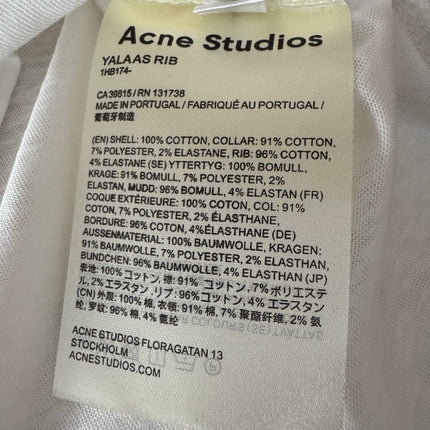 Acne Studios
YALAAS RIB
1HB174-
CA 39815 / RN 131738
MADE IN PORTUGAL / FABRIQUÉ AU PORTUGAL /
葡萄牙制造
(EN) SHELL: 100% COTTON, COLLAR: 91% COTTON,
7% POLYESTER, 2% ELASTANE, RIB: 96% COTTON,
4% ELASTANE (SE) YTTERTYG: 100% BOMULL,
KRAGE: 91% BOMULL, 7% POLYESTER, 2%
ELASTAN, MUDD: 96% BOMULL, 4% ELASTAN (FR)
COQUE EXTÉRIEURE: 100% COTON, COL: 91%
COTON, 7% POLYESTER, 2% ÉLASTHANE,
BORDURE: 96% COTON, 4%ÉLASTHANE (DE)
AUSSENMATERIAL: 100% BAUMWOLLE, KRAGEN:
91% BAUMWOLLE, 7% POLYESTER, 2% ELASTHAN,
BUNDCHEN: 96% BAUMWOLLE, 4% ELASTHAN (JP)
表地: 100% コットン, 襟: 91% コットン, 7% ポリエステ
ル, 2% エラスタン, リブ: 96% コットン, 4% エラスタン
(CN) 外服: 100% 棉, 衣领: 91% 棉, 7% 聚酯纤维, 2% 氨
纶, 罗纹: 96% 棉, 4% 氨纶
ACNE STUDIOS FLORAGATAN 13
STOCKHOLM
ACNESTUDIOS.COM